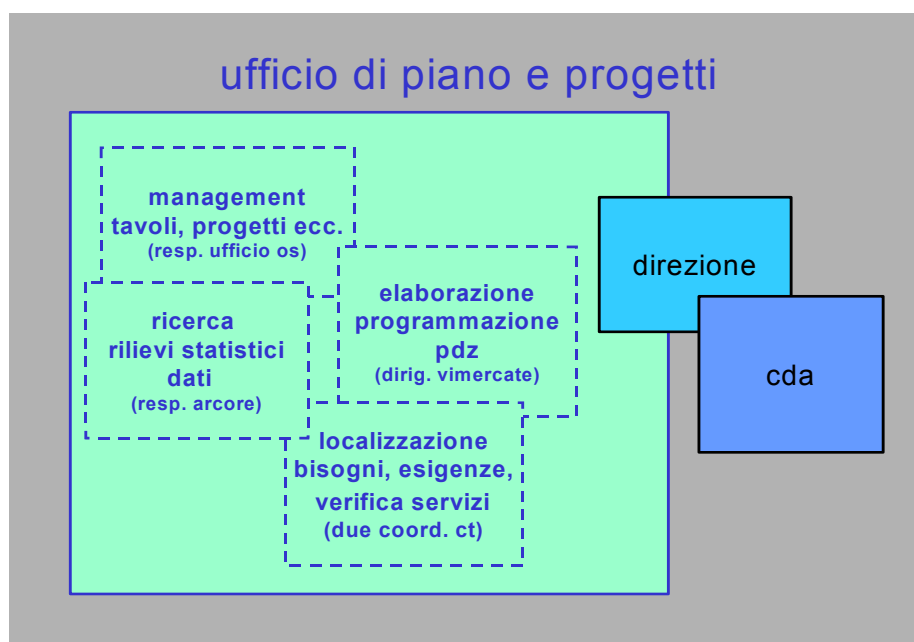 ufficio di piano e progetti
management
tavoli, progetti ecc.
(resp. ufficio os)
elaborazione
programmazione
pdz
(dirig. vimercate)
ricerca
rilievi statistici
dati
(resp. arcore)
localizzazione
bisogni, esigenze,
verifica servizi
(due coord. ct)
direzione
cda